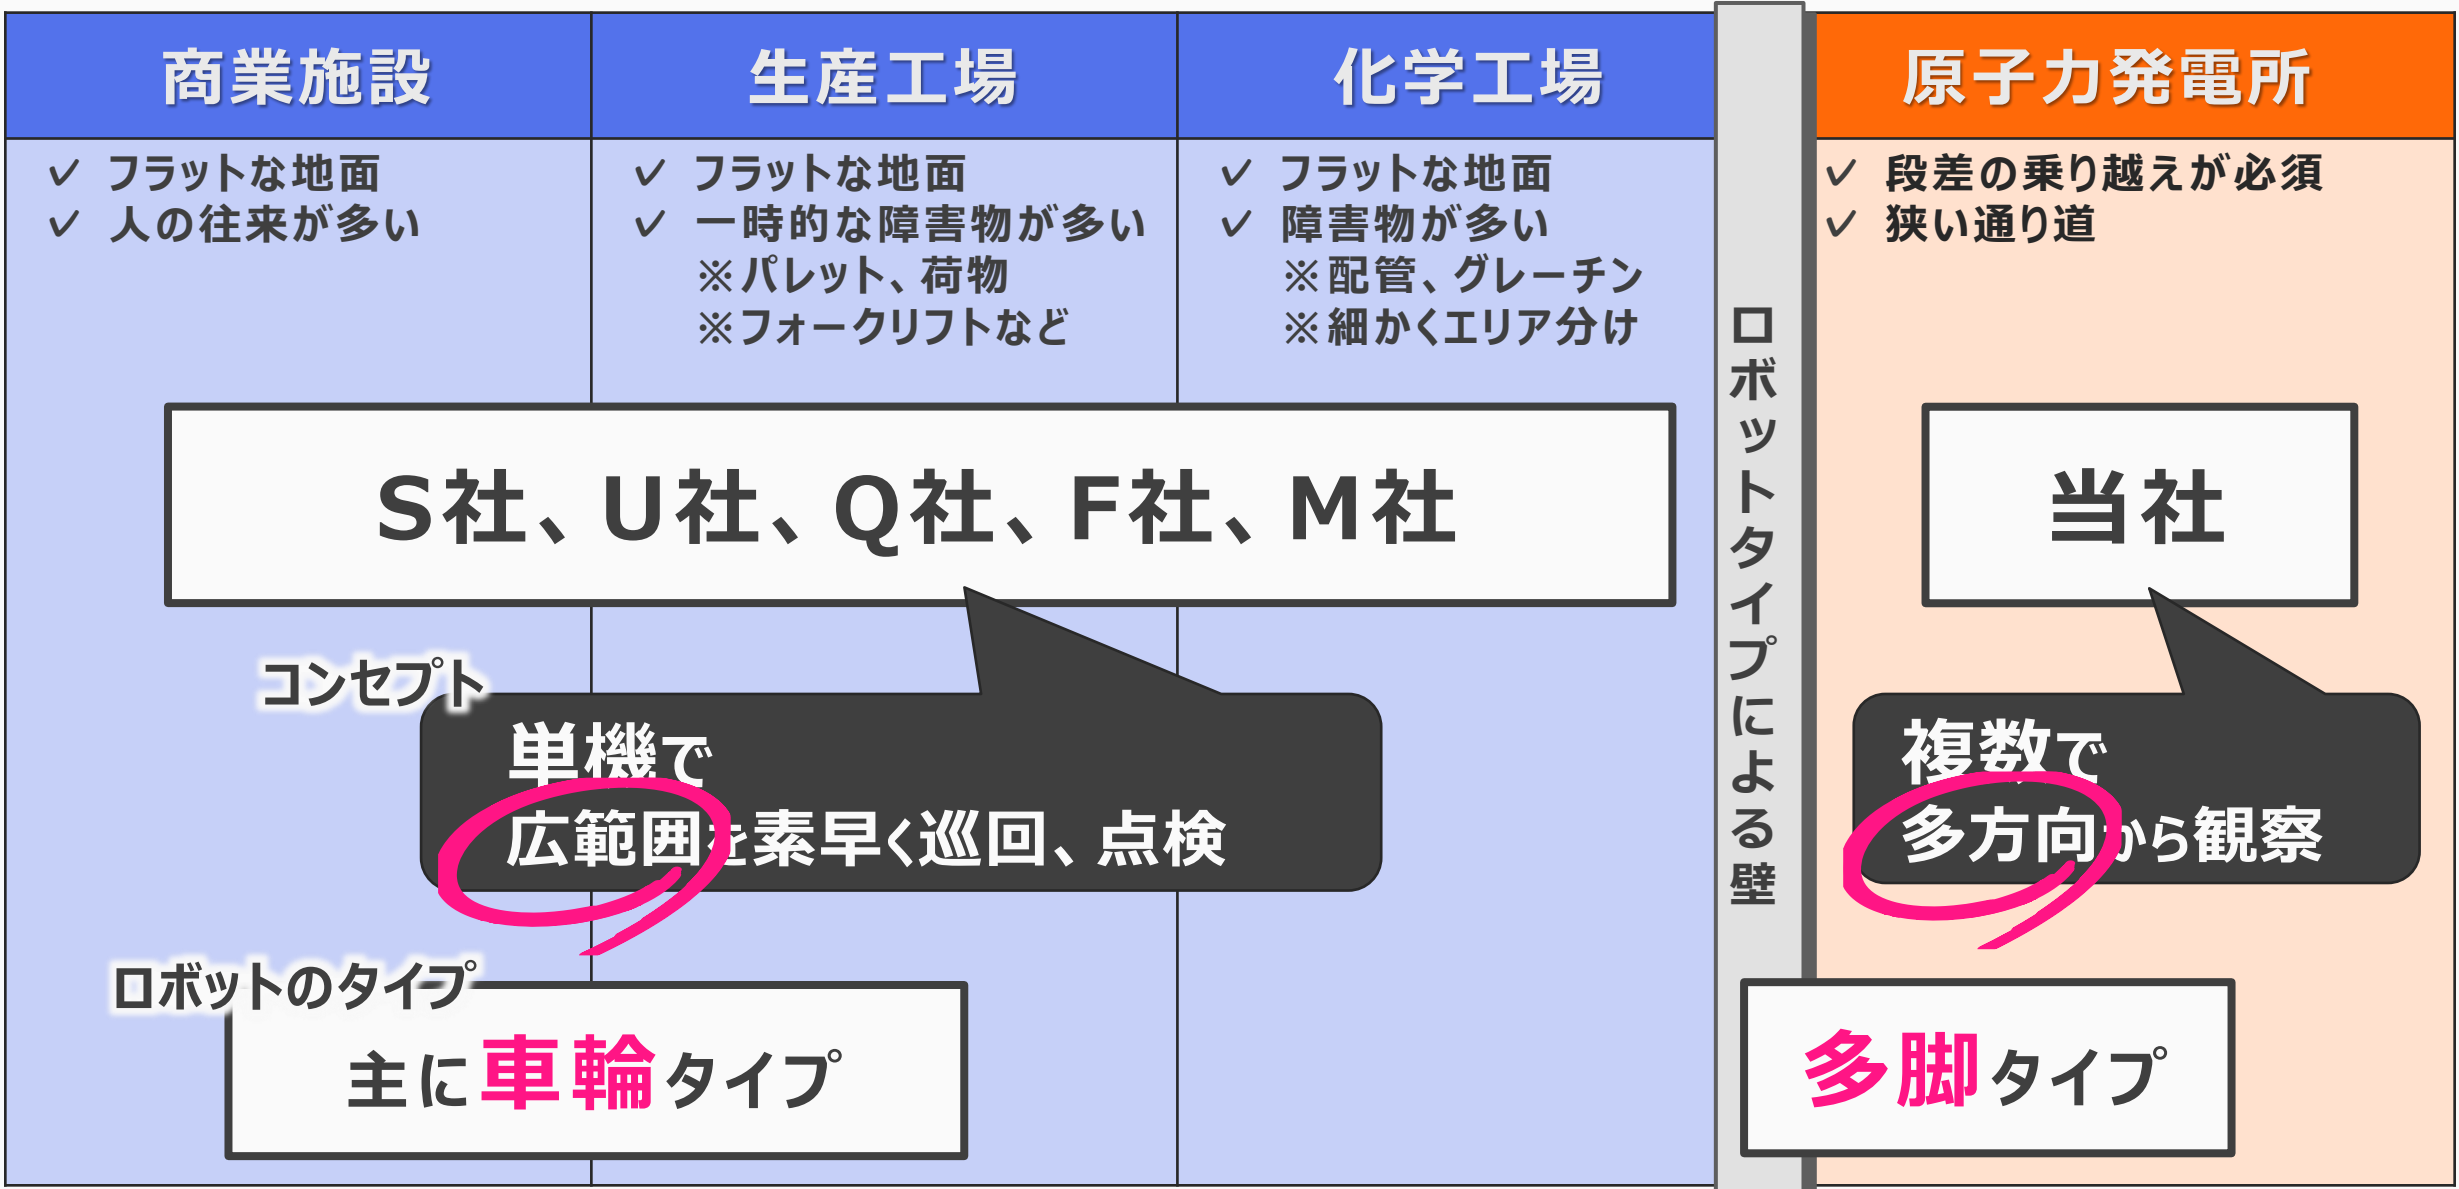 商業施設
✓ フラットな地面
✓ 人の往来が多い
生産工場
✓ フラットな地面
✓ 一時的な障害物が多い
※パレット、荷物
※フォークリフトなど
化学工場
✓ フラットな地面
✓ 障害物が多い
※配管、グレーチン
※細かくエリア分け
ロボットタイプによる壁
原子力発電所
✓ 段差の乗り越えが必須
✓ 狭い通り道
S社、U社、Q社、F社、M社
当社
コンセプト
単機で
広範囲を素早く巡回、点検
複数で
多方向から観察
ロボットのタイプ
主に車輪タイプ
多脚タイプ